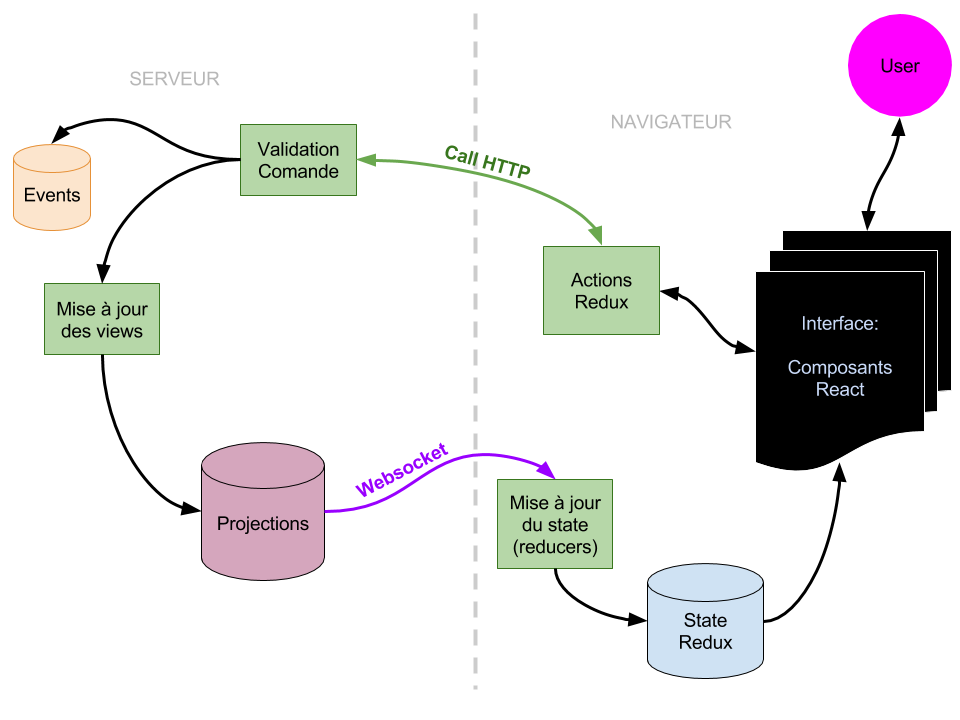 SERVEUR
NAVIGATEUR
User
Validation
Comande
Call HTTP
Events
Actions
Redux
Mise à jour
des views
Interface:
Composants
React
Websocket
Projections
Mise à jour
du state
(reducers)
State
Redux